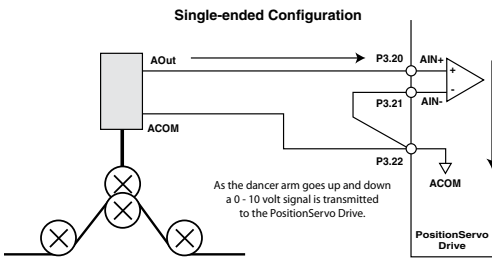 Single-ended Configuration
AOut
P3.20
AIN+
+
-
P3.21
AIN-
ACOM
P3.22
ACOM
As the dancer arm goes up and down
a 0 - 10 volt signal is transmitted
to the PositionServo Drive.
PositionServo
Drive